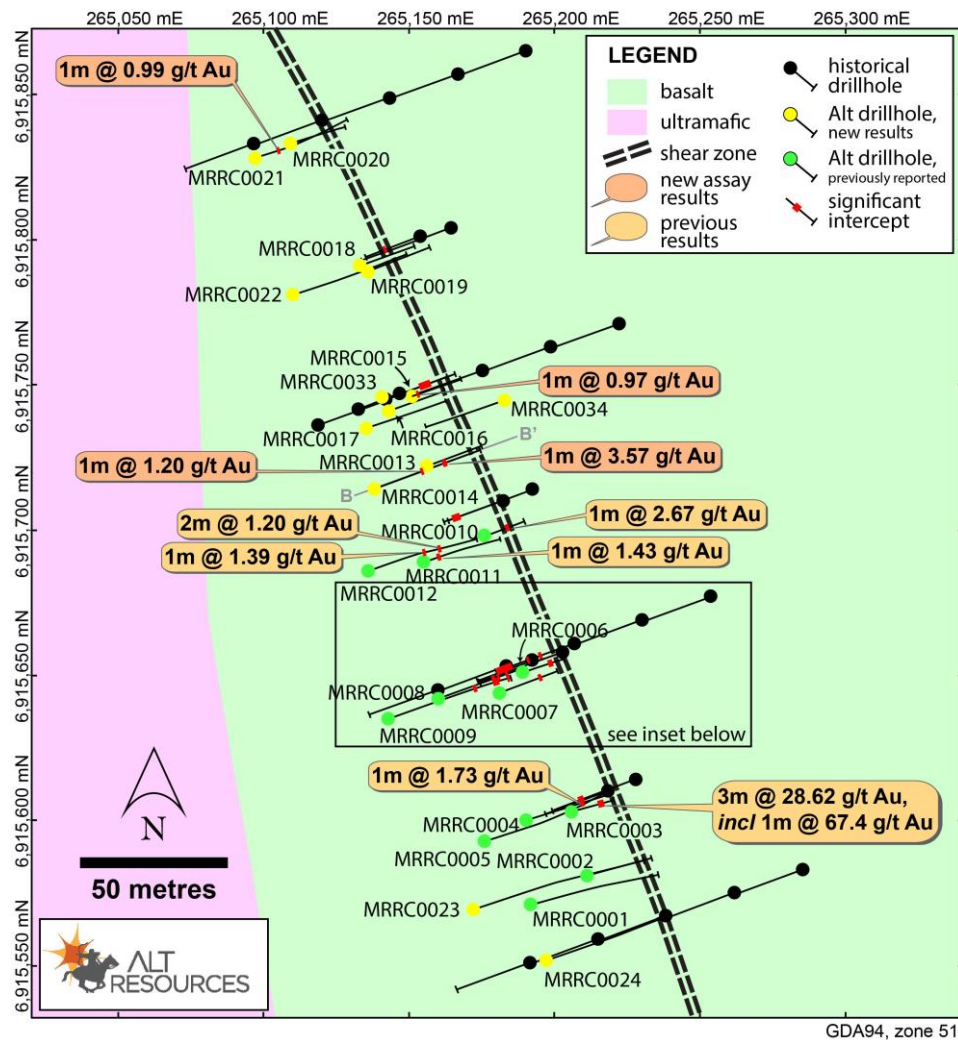 265,050 mE
265,100 mE
265,150 mE
265,200 mE
265,250 mE
265,300 mE
6,915,850 mN
6,915,800 mN
6,915,750 mN
6,915,700 mN
6,915,650 mN
6,915,600 mN
6,915,550 mN
LEGEND
basalt
ultramafic
shear zone
new assay
results
previous
results
historical
drillhole
Alt drillhole,
new results
Alt drillhole,
previously reported
significant
intercept
1m @ 0.99 g/t Au
MRRC0020
MRRC0021
MRRC0018
MRRC0019
MRRC0022
MRRC0015
MRRC0033
1m @ 0.97 g/t Au
MRRC0034
MRRC0017
MRRC0016
B'
MRRC0013
1m @ 1.20 g/t Au
1m @ 3.57 g/t Au
B
MRRC0014
2m @ 1.20 g/t Au
MRRC0010
1m @ 2.67 g/t Au
1m @ 1.39 g/t Au
1m @ 1.43 g/t Au
MRRC0011
MRRC0012
MRRC0006
MRRC0008
MRRC0007
MRRC0009
see inset below
1m @ 1.73 g/t Au
3m @ 28.62 g/t Au,
incl 1m @ 67.4 g/t Au
MRRC0004
MRRC0003
MRRC0005
MRRC0002
MRRC0023
MRRC0001
MRRC0024
N
50 metres
ALT
RESOURCES
GDA94, zone 51